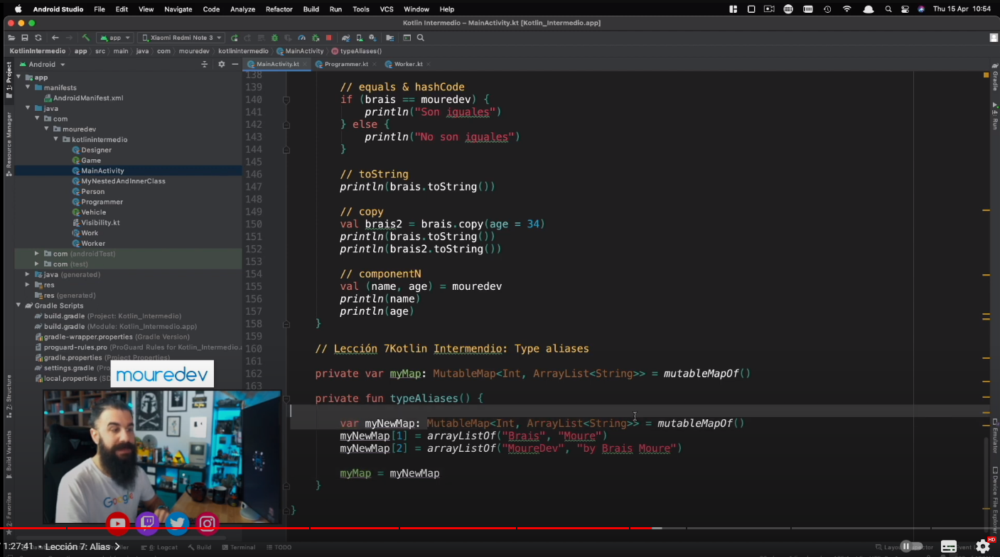 Android Studio File Edit View Navigate Code Analyze Refactor Build Run Tools VCS Window Help
Thu 15 Apr 10:54
Kotlin Intermedio – MainActivity.kt [Kotlin_Intermedio.app]
app
Xiaomi Redmi Note 3
KotlinIntermedio app src main java com mouredev kotlinintermedio MainActivity typeAliases()
Android
MainActivity.kt
Programmer.kt
Worker.kt
1: Project
Resource Manager
Z: Structure
Build Variants
2: Favorites
app
manifests
AndroidManifest.xml
java
com
mouredev
kotlinintermedio
Designer
Game
MainActivity
MyNestedAndInnerClass
Person
Programmer
Vehicle
Visibility.kt
Work
Worker
com (androidTest)
com (test)
java (generated)
res
res (generated)
Gradle Scripts
build.gradle (Project: Kotlin_Intermedio)
build.gradle (Module: Kotlin_Intermedio.app)
gradle-wrapper.properties (Gradle Version)
proguard-rules.pro (ProGuard Rules for Kotlin_Intermedio.a
gradle.properties (Project Properties)
settings.gradle (Pro
local.properties (SD
mouredev
Google
138
139 // equals & hashCode
140 if (brais == mouredev) {
141 println("Son iguales")
142 } else {
143 println("No son iguales")
144 }
145
146 // toString
147 println(brais.toString())
148
149 // copy
150 val brais2 = brais.copy(age = 34)
151 println(brais.toString())
152 println(brais2.toString())
153
154 // componentN
155 val (name, age) = mouredev
156 println(name)
157 println(age)
158 }
159
160 // Lección 7Kotlin Intermendio: Type aliases
161
162 private var myMap: MutableMap<Int, ArrayList<String>> = mutableMapOf()
163
private fun typeAliases() {
var myNewMap: MutableMap<Int, ArrayList<String>> = mutableMapOf()
myNewMap[1] = arrayListOf("Brais", "Moure")
myNewMap[2] = arrayListOf("MoureDev", "by Brais Moure")
myMap = myNewMap
}
}
Gradle
4: Run
Emulator
Device File Explorer
1:27:41 • Lección 7: Alias
6: Logcat
Build
Terminal
TODO
HD